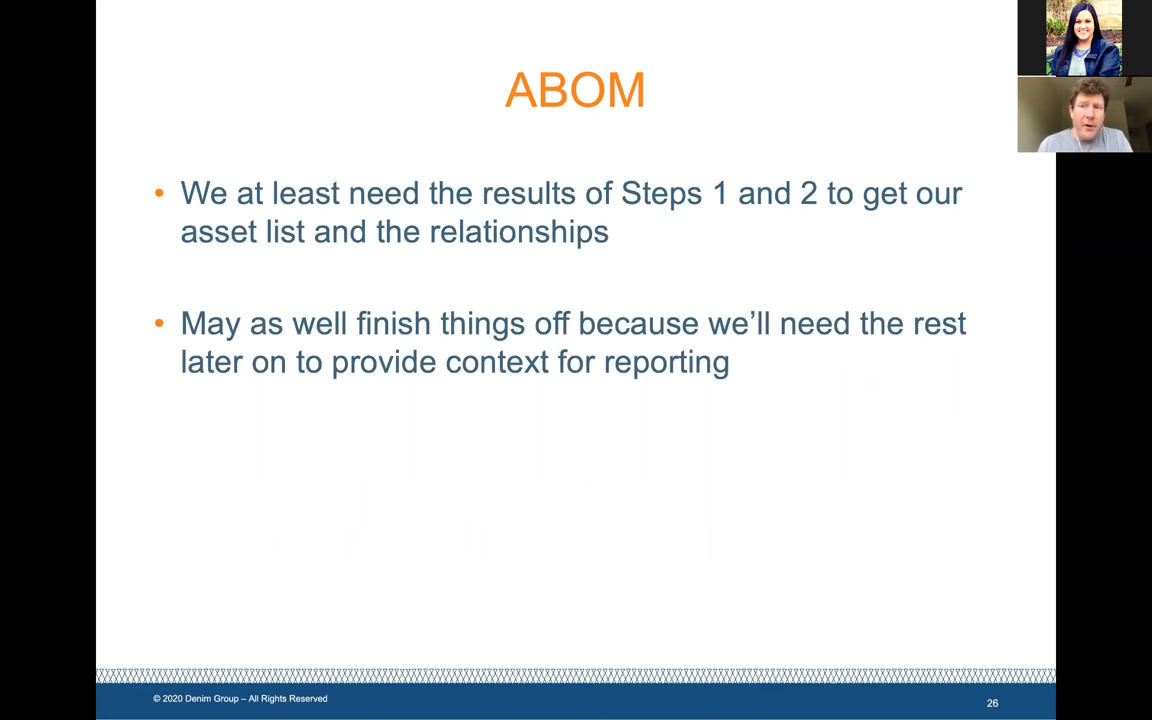 ABOM
• We at least need the results of Steps 1 and 2 to get our
asset list and the relationships
• May as well finish things off because we’ll need the rest
later on to provide context for reporting
© 2020 Denim Group – All Rights Reserved
26